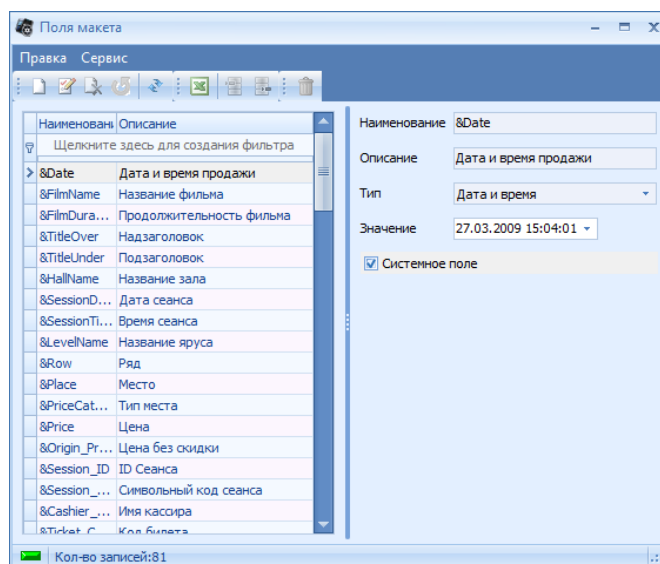 Поля макета
Правка Сервис
Наименовани Описание
Щелкните здесь для создания фильтра
&Date Дата и время продажи
&FilmName Название фильма
&FilmDura... Продолжительность фильма
&TitleOver Надзаголовок
&TitleUnder Подзаголовок
&HallName Название зала
&SessionD... Дата сеанса
&SessionTi... Время сеанса
&LevelName Название яруса
&Row Ряд
&Place Место
&PriceCat... Тип места
&Price Цена
&Origin_Pr... Цена без скидки
&Session_ID ID Сеанса
&Session_... Символьный код сеанса
&Cashier_... Имя кассира
&Ticket_C... Код билета
Наименование &Date
Описание Дата и время продажи
Тип Дата и время
Значение 27.03.2009 15:04:01
Системное поле
Кол-во записей:81